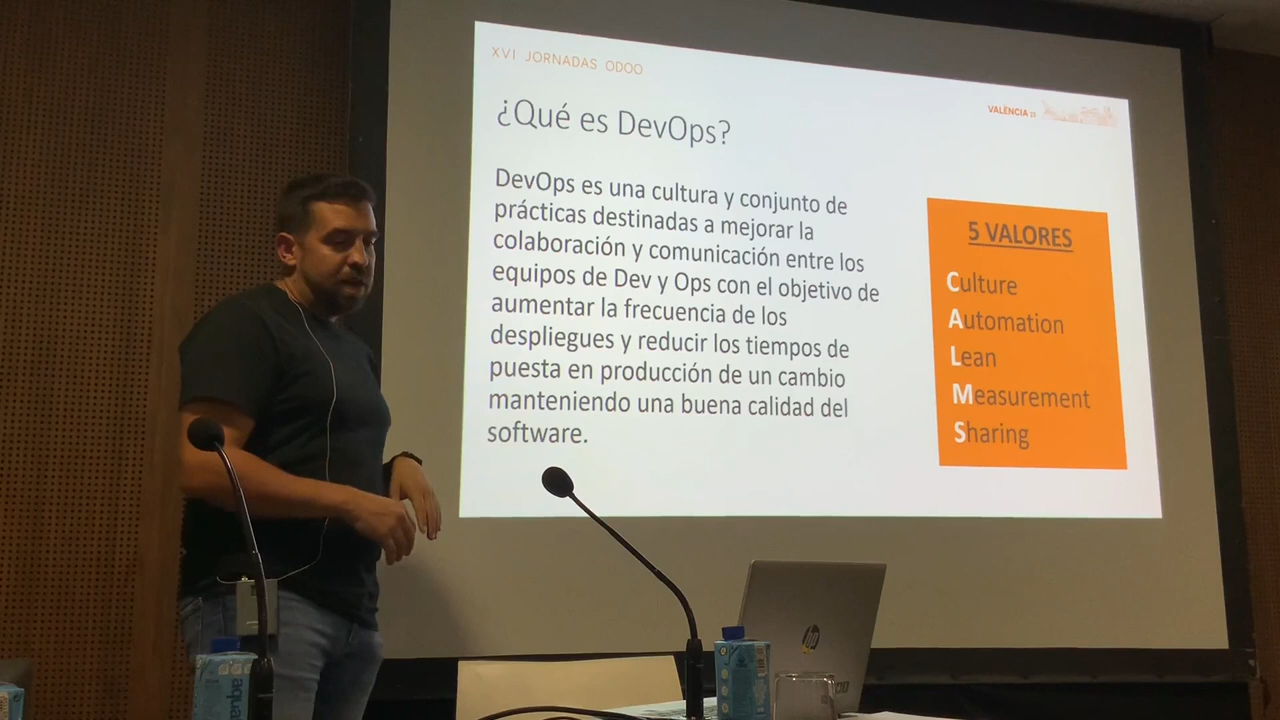 XVI JORNADAS ODOO
VALÈNCIA 23
¿Qué es DevOps?
DevOps es una cultura y conjunto de
prácticas destinadas a mejorar la
colaboración y comunicación entre los
equipos de Dev y Ops con el objetivo de
aumentar la frecuencia de los
despliegues y reducir los tiempos de
puesta en producción de un cambio
manteniendo una buena calidad del
software.
5 VALORES
Culture
Automation
Lean
Measurement
Sharing
hp
aqua